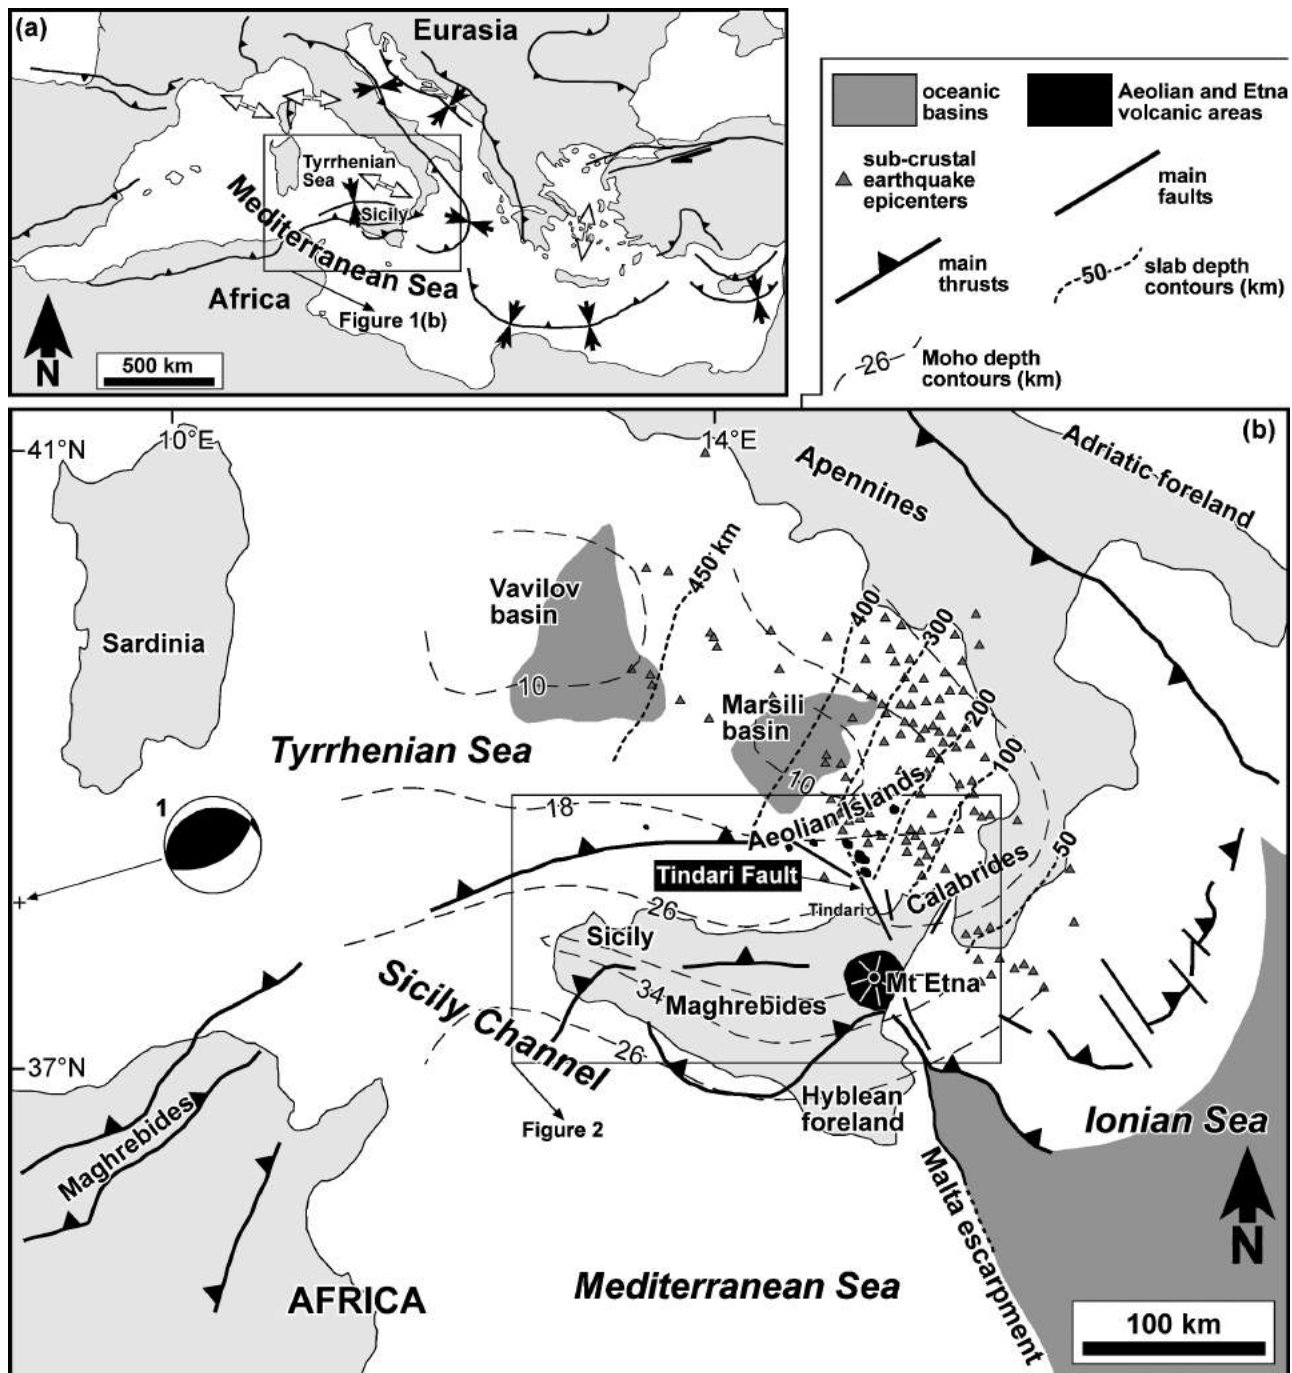 (a)
Eurasia
Tyrrhenian
Sea
Sicily
Mediterranean Sea
Africa
Figure 1(b)
N
500 km
oceanic
basins
Aeolian and Etna
volcanic areas
sub-crustal
earthquake
epicenters
main
faults
main
thrusts
50
slab depth
contours (km)
26
Moho depth
contours (km)
(b)
41°N
10°E
14°E
Apennines
Adriatic foreland
Sardinia
Vavilov
basin
450 km
400
300
200
100
50
10
Marsili
basin
10
Tyrrhenian Sea
1
18
Aeolian Islands
Tindari Fault
Calabrides
Tindari
26
Sicily
Mt Etna
34
Maghrebides
Sicily Channel
26
37°N
Hyblean
foreland
Figure 2
Ionian Sea
Maghrebides
Malta escarpment
N
AFRICA
Mediterranean Sea
100 km